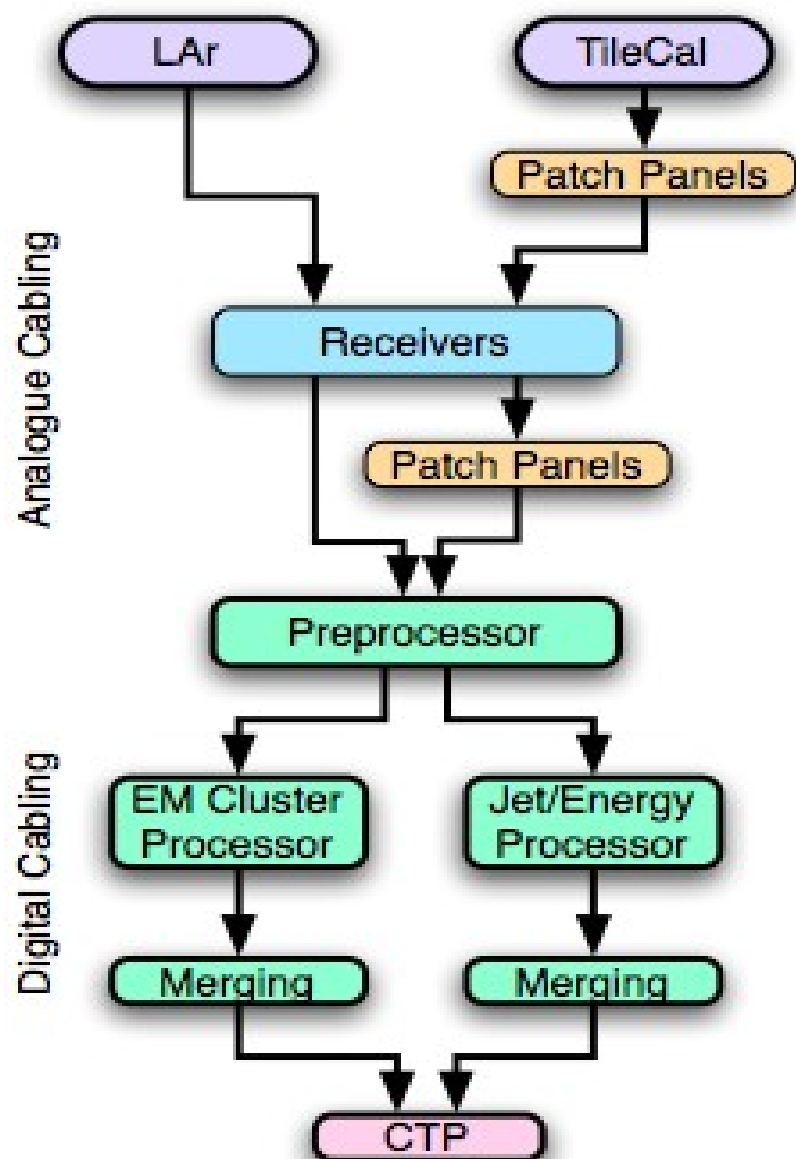 LAr
TileCal
Patch Panels
Analogue Cabling
Receivers
Patch Panels
Preprocessor
Digital Cabling
EM Cluster
Processor
Jet/Energy
Processor
Merging
Merging
CTP